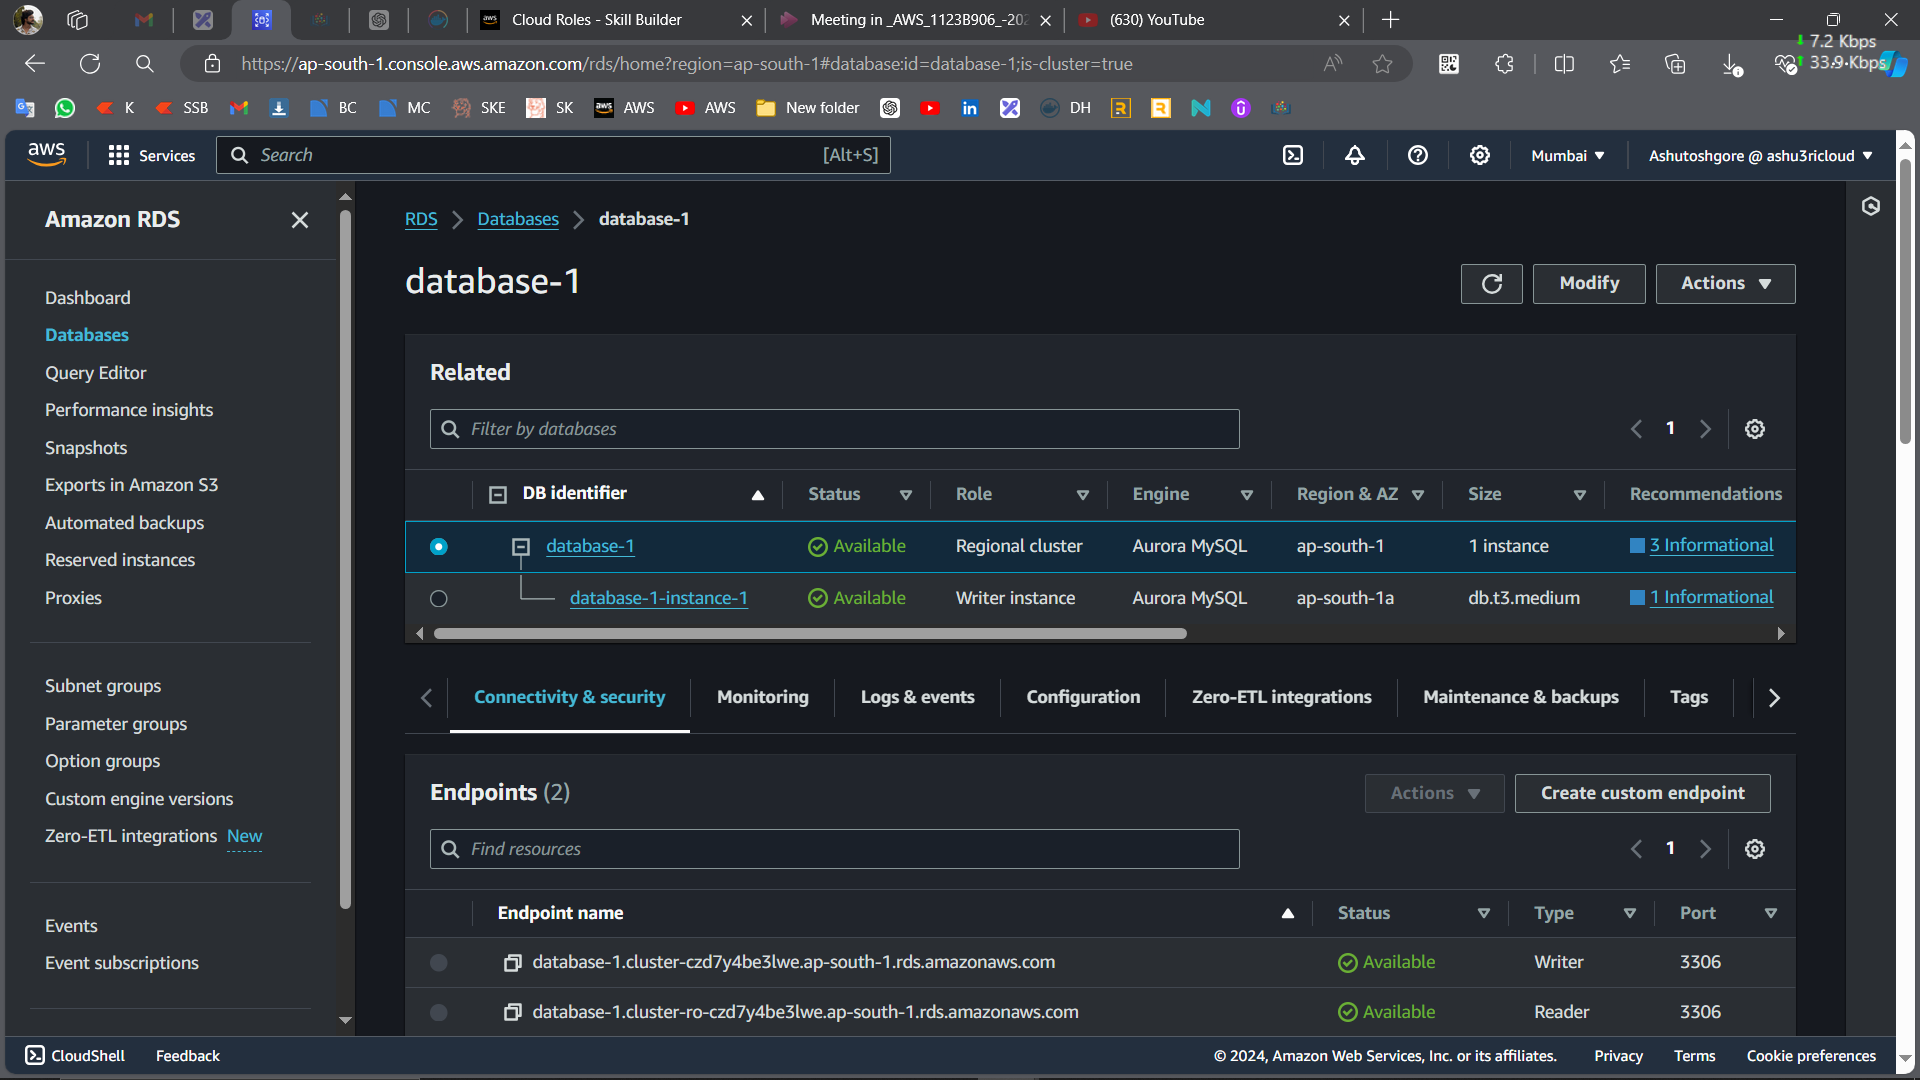 Cloud Roles - Skill Builder
Meeting in _AWS_1123B906_-202
(630) YouTube
7.2 Kbps
33.9 Kbps
https://ap-south-1.console.aws.amazon.com/rds/home?region=ap-south-1#database:id=database-1;is-cluster=true
K
SSB
BC
MC
SKE
SK
AWS
AWS
New folder
DH
aws
Services
Search
[Alt+S]
Mumbai
Ashutoshgore @ ashu3ricloud
Amazon RDS
Dashboard
Databases
Query Editor
Performance insights
Snapshots
Exports in Amazon S3
Automated backups
Reserved instances
Proxies
Subnet groups
Parameter groups
Option groups
Custom engine versions
Zero-ETL integrations New
Events
Event subscriptions
RDS > Databases > database-1
database-1
Modify
Actions
Related
Filter by databases
1
DB identifier Status Role Engine Region & AZ Size Recommendations
database-1 Available Regional cluster Aurora MySQL ap-south-1 1 instance 3 Informational
database-1-instance-1 Available Writer instance Aurora MySQL ap-south-1a db.t3.medium 1 Informational
Connectivity & security Monitoring Logs & events Configuration Zero-ETL integrations Maintenance & backups Tags
Endpoints (2)
Actions
Create custom endpoint
Find resources
1
Endpoint name Status Type Port
database-1.cluster-czd7y4be3lwe.ap-south-1.rds.amazonaws.com Available Writer 3306
database-1.cluster-ro-czd7y4be3lwe.ap-south-1.rds.amazonaws.com Available Reader 3306
CloudShell Feedback
© 2024, Amazon Web Services, Inc. or its affiliates. Privacy Terms Cookie preferences